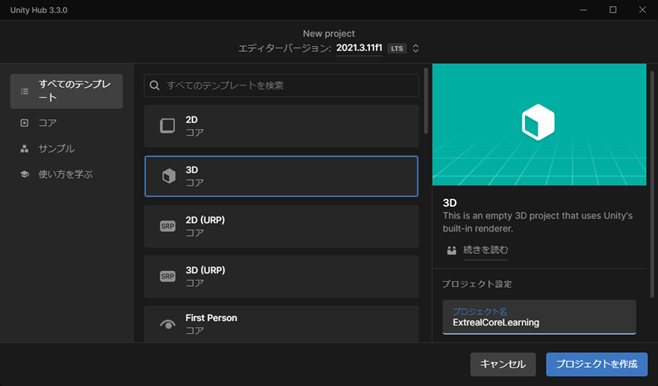 Unity Hub 3.3.0
New project
エディターバージョン: 2021.3.11f1 LTS
すべてのテンプレ
ート
コア
サンプル
使い方を学ぶ
すべてのテンプレートを検索
2D
コア
3D
コア
2D (URP)
コア
3D (URP)
コア
First Person
コア
SRP
SRP
3D
This is an empty 3D project that uses Unity's
built-in renderer.
続きを読む
プロジェクト設定
プロジェクト名
ExtrealCoreLearning
キャンセル
プロジェクトを作成